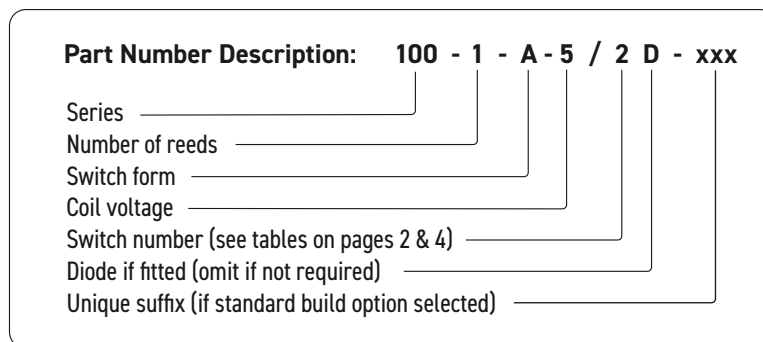 Part Number Description: 100 - 1 - A - 5 / 2 D - xxx
Series
Number of reeds
Switch form
Coil voltage
Switch number (see tables on pages 2 & 4)
Diode if fitted (omit if not required)
Unique suffix (if standard build option selected)